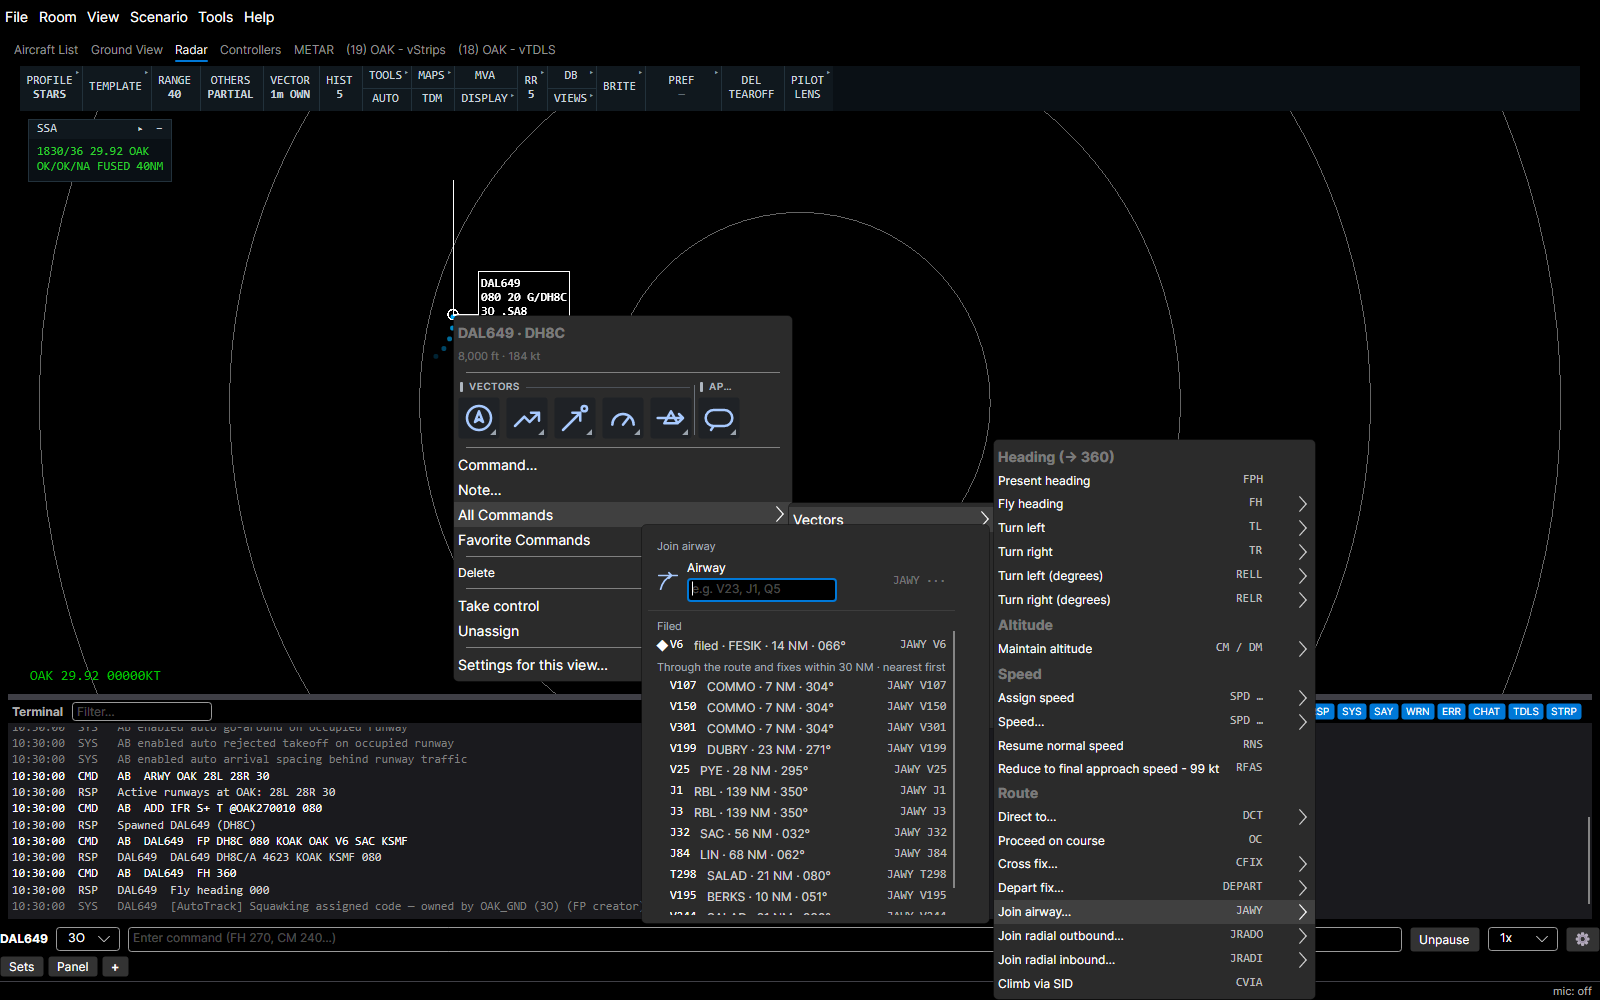 File Room View Scenario Tools Help
Aircraft List Ground View Radar Controllers METAR (19) OAK - vStrips (18) OAK - vTDLS
PROFILE STARS
TEMPLATE
RANGE 40
OTHERS PARTIAL
VECTOR 1m OWN
HIST 5
TOOLS AUTO
MAPS TDM
MVA DISPLAY
RR 5
DB VIEWS
BRITE
PREF –
DEL TEAROFF
PILOT LENS
SSA
1830/36 29.92 OAK
OK/OK/NA FUSED 40NM
DAL649
080 20 G/DH8C
3O .SA8
DAL649 · DH8C
8,000 ft · 184 kt
VECTORS AP...
Command...
Note...
All Commands
Favorite Commands
Delete
Take control
Unassign
Settings for this view...
Vectors
Join airway
Airway
e.g. V23, J1, Q5
JAWY ···
Filed
V6 filed · FESIK · 14 NM · 066° JAWY V6
Through the route and fixes within 30 NM · nearest first
V107 COMMO · 7 NM · 304° JAWY V107
V150 COMMO · 7 NM · 304° JAWY V150
V301 COMMO · 7 NM · 304° JAWY V301
V199 DUBRY · 23 NM · 271° JAWY V199
V25 PYE · 28 NM · 295° JAWY V25
J1 RBL · 139 NM · 350° JAWY J1
J3 RBL · 139 NM · 350° JAWY J3
J32 SAC · 56 NM · 032° JAWY J32
J84 LIN · 68 NM · 062° JAWY J84
T298 SALAD · 21 NM · 080° JAWY T298
V195 BERKS · 10 NM · 051° JAWY V195
Heading (→ 360)
Present heading FPH
Fly heading FH
Turn left TL
Turn right TR
Turn left (degrees) RELL
Turn right (degrees) RELR
Altitude
Maintain altitude CM / DM
Speed
Assign speed SPD …
Speed... SPD …
Resume normal speed RNS
Reduce to final approach speed - 99 kt RFAS
Route
Direct to... DCT
Proceed on course OC
Cross fix... CFIX
Depart fix... DEPART
Join airway... JAWY
Join radial outbound... JRADO
Join radial inbound... JRADI
Climb via SID CVIA
OAK 29.92 00000KT
Terminal Filter...
SP SYS SAY WRN ERR CHAT TDLS STRP
10:30:00 SYS AB enabled auto go-around on occupied runway
10:30:00 SYS AB enabled auto rejected takeoff on occupied runway
10:30:00 SYS AB enabled auto arrival spacing behind runway traffic
10:30:00 CMD AB ARWY OAK 28L 28R 30
10:30:00 RSP Active runways at OAK: 28L 28R 30
10:30:00 CMD AB ADD IFR S+ T @OAK270010 080
10:30:00 RSP Spawned DAL649 (DH8C)
10:30:00 CMD AB DAL649 FP DH8C 080 KOAK OAK V6 SAC KSMF
10:30:00 RSP DAL649 DAL649 DH8C/A 4623 KOAK KSMF 080
10:30:00 CMD AB DAL649 FH 360
10:30:00 RSP DAL649 Fly heading 000
10:30:00 SYS DAL649 [AutoTrack] Squawking assigned code – owned by OAK_GND (3O) (FP creator
DAL649 3O Enter command (FH 270, CM 240...) Unpause 1x
Sets Panel +
mic: off